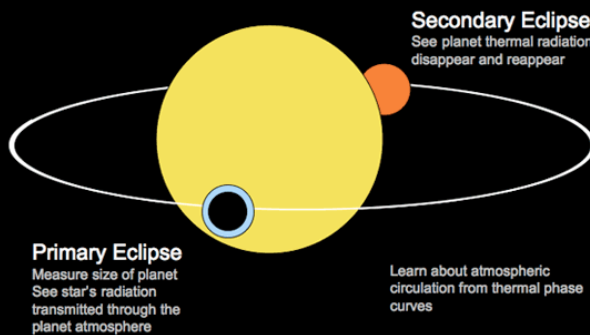 Secondary Eclipse
See planet thermal radiation
disappear and reappear
Primary Eclipse
Measure size of planet
See star's radiation
transmitted through the
planet atmosphere
Learn about atmospheric
circulation from thermal phase
curves